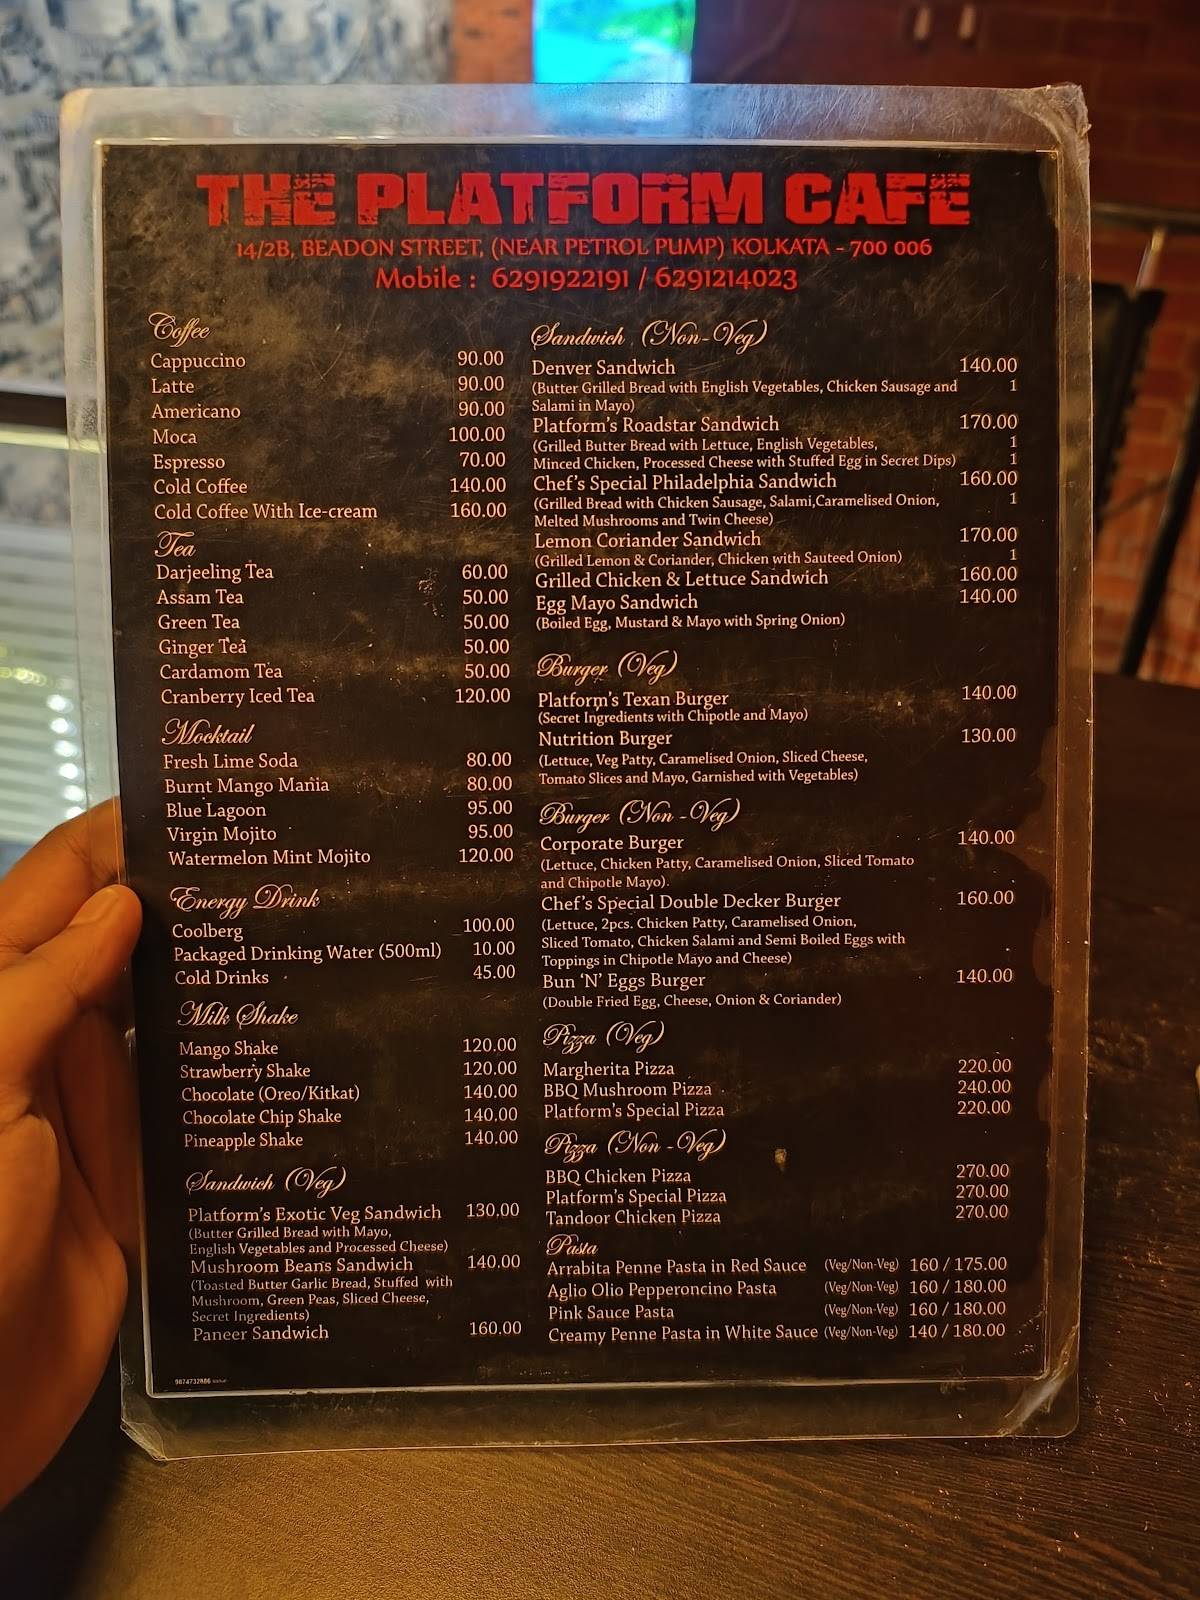 THE PLATFORM CAFE
14/2B, BEADON STREET, (NEAR PETROL PUMP) KOLKATA - 700 006
Mobile : 6291922191 / 6291214023
Coffee
Cappuccino 90.00
Latte 90.00
Americano 90.00
Moca 100.00
Espresso 70.00
Cold Coffee 140.00
Cold Coffee With Ice-cream 160.00
Tea
Darjeeling Tea 60.00
Assam Tea 50.00
Green Tea 50.00
Ginger Tea 50.00
Cardamom Tea 50.00
Cranberry Iced Tea 120.00
Mocktail
Fresh Lime Soda 80.00
Burnt Mango Mania 80.00
Blue Lagoon 95.00
Virgin Mojito 95.00
Watermelon Mint Mojito 120.00
Energy Drink
Coolberg 100.00
Packaged Drinking Water (500ml) 10.00
Cold Drinks 45.00
Milk Shake
Mango Shake 120.00
Strawberry Shake 120.00
Chocolate (Oreo/Kitkat) 140.00
Chocolate Chip Shake 140.00
Pineapple Shake 140.00
Sandwich (Veg)
Platform's Exotic Veg Sandwich 130.00
(Butter Grilled Bread with Mayo,
English Vegetables and Processed Cheese)
Mushroom Beans Sandwich 140.00
(Toasted Butter Garlic Bread, Stuffed with
Mushroom, Green Peas, Sliced Cheese,
Secret Ingredients)
Paneer Sandwich 160.00
9874732886
Sandwich (Non-Veg)
Denver Sandwich 140.00
(Butter Grilled Bread with English Vegetables, Chicken Sausage and 1
Salami in Mayo)
Platform's Roadstar Sandwich 170.00
(Grilled Butter Bread with Lettuce, English Vegetables, 1
Minced Chicken, Processed Cheese with Stuffed Egg in Secret Dips) 1
Chef's Special Philadelphia Sandwich 160.00
(Grilled Bread with Chicken Sausage, Salami,Caramelised Onion, 1
Melted Mushrooms and Twin Cheese)
Lemon Coriander Sandwich 170.00
(Grilled Lemon & Coriander, Chicken with Sauteed Onion) 1
Grilled Chicken & Lettuce Sandwich 160.00
Egg Mayo Sandwich 140.00
(Boiled Egg, Mustard & Mayo with Spring Onion)
Burger (Veg)
Platform's Texan Burger 140.00
(Secret Ingredients with Chipotle and Mayo)
Nutrition Burger 130.00
(Lettuce, Veg Patty, Caramelised Onion, Sliced Cheese,
Tomato Slices and Mayo, Garnished with Vegetables)
Burger (Non -Veg)
Corporate Burger 140.00
(Lettuce, Chicken Patty, Caramelised Onion, Sliced Tomato
and Chipotle Mayo).
Chef's Special Double Decker Burger 160.00
(Lettuce, 2pcs. Chicken Patty, Caramelised Onion,
Sliced Tomato, Chicken Salami and Semi Boiled Eggs with
Toppings in Chipotle Mayo and Cheese)
Bun 'N' Eggs Burger 140.00
(Double Fried Egg, Cheese, Onion & Coriander)
Pizza (Veg)
Margherita Pizza 220.00
BBQ Mushroom Pizza 240.00
Platform's Special Pizza 220.00
Pizza (Non -Veg)
BBQ Chicken Pizza 270.00
Platform's Special Pizza 270.00
Tandoor Chicken Pizza 270.00
Pasta
Arrabita Penne Pasta in Red Sauce (Veg/Non-Veg) 160 / 175.00
Aglio Olio Pepperoncino Pasta (Veg/Non-Veg) 160 / 180.00
Pink Sauce Pasta (Veg/Non-Veg) 160 / 180.00
Creamy Penne Pasta in White Sauce (Veg/Non-Veg) 140 / 180.00